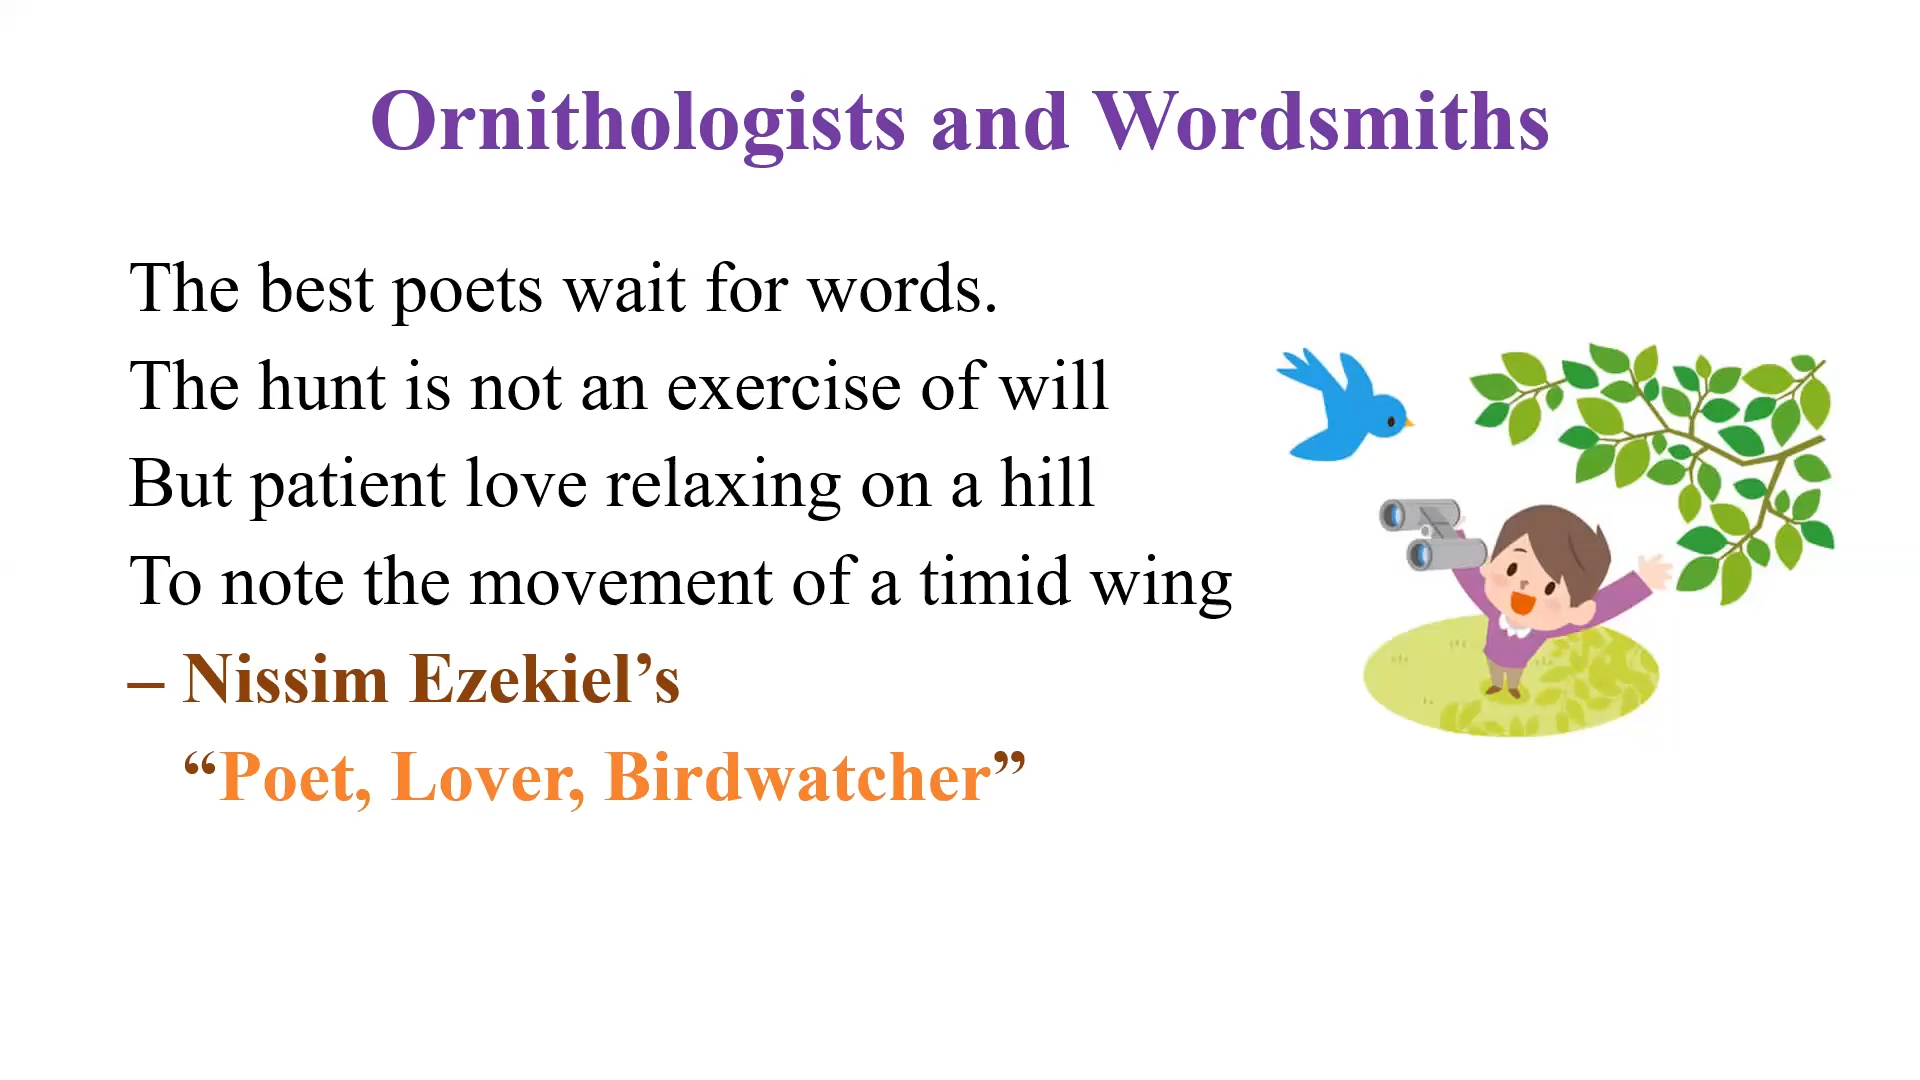 Ornithologists and Wordsmiths
The best poets wait for words.
The hunt is not an exercise of will
But patient love relaxing on a hill
To note the movement of a timid wing
– Nissim Ezekiel’s
“Poet, Lover, Birdwatcher”